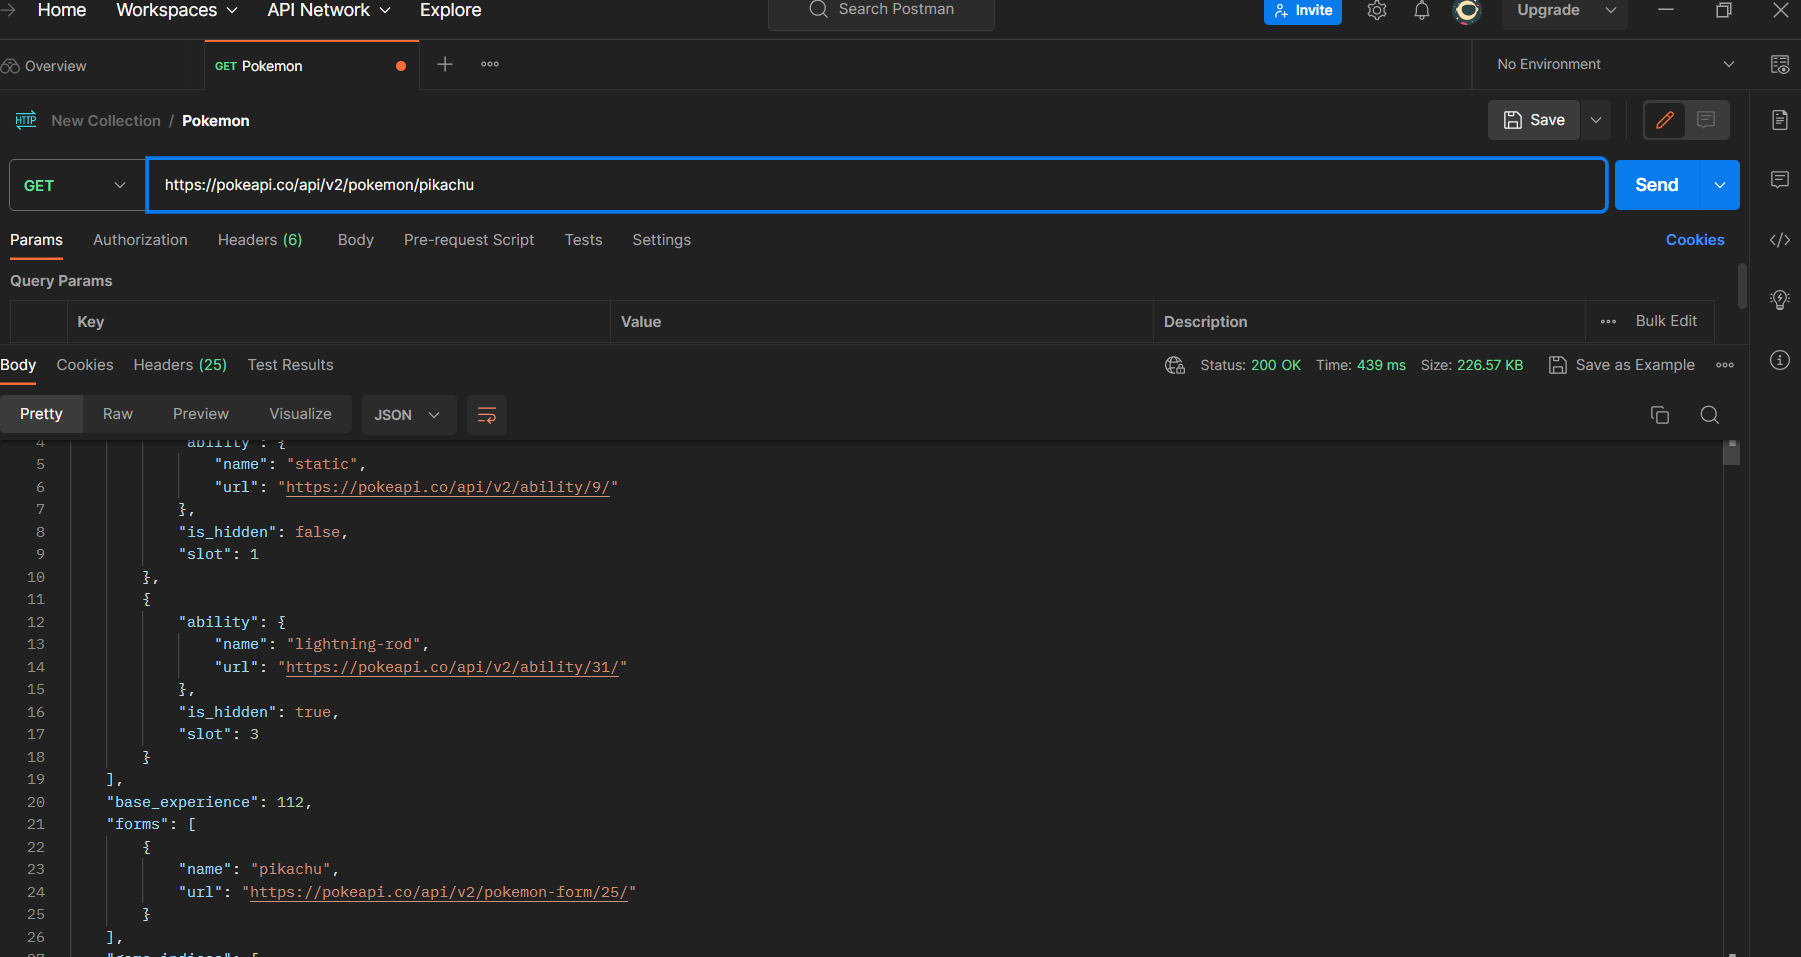 Home Workspaces API Network Explore Search Postman Invite Upgrade
Overview GET Pokemon No Environment
HTTP New Collection / Pokemon Save
GET https://pokeapi.co/api/v2/pokemon/pikachu Send
Params Authorization Headers (6) Body Pre-request Script Tests Settings Cookies
Query Params
Key Value Description Bulk Edit
Body Cookies Headers (25) Test Results Status: 200 OK Time: 439 ms Size: 226.57 KB Save as Example
Pretty Raw Preview Visualize JSON
4 "ability": {
5 "name": "static",
6 "url": "https://pokeapi.co/api/v2/ability/9/"
7 },
8 "is_hidden": false,
9 "slot": 1
10 },
11 {
12 "ability": {
13 "name": "lightning-rod",
14 "url": "https://pokeapi.co/api/v2/ability/31/"
15 },
16 "is_hidden": true,
17 "slot": 3
18 }
19 ],
20 "base_experience": 112,
21 "forms": [
22 {
23 "name": "pikachu",
24 "url": "https://pokeapi.co/api/v2/pokemon-form/25/"
25 }
26 ],
27 "game_indices": [